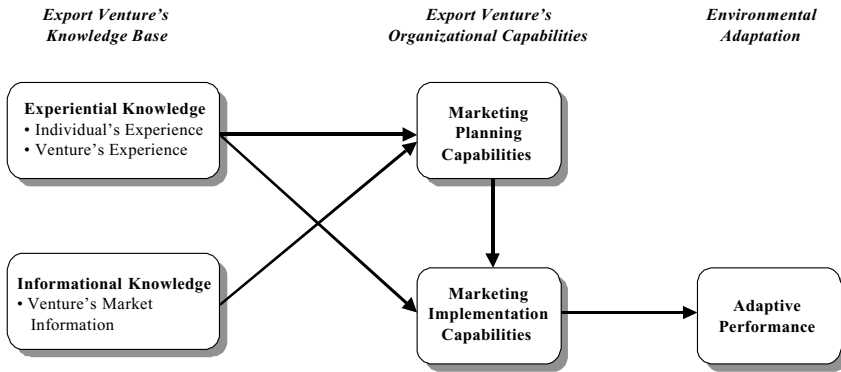 Export Venture's
Knowledge Base
Export Venture's
Organizational Capabilities
Environmental
Adaptation
Experiential Knowledge
• Individual's Experience
• Venture's Experience
Marketing
Planning
Capabilities
Informational Knowledge
• Venture's Market
Information
Marketing
Implementation
Capabilities
Adaptive
Performance